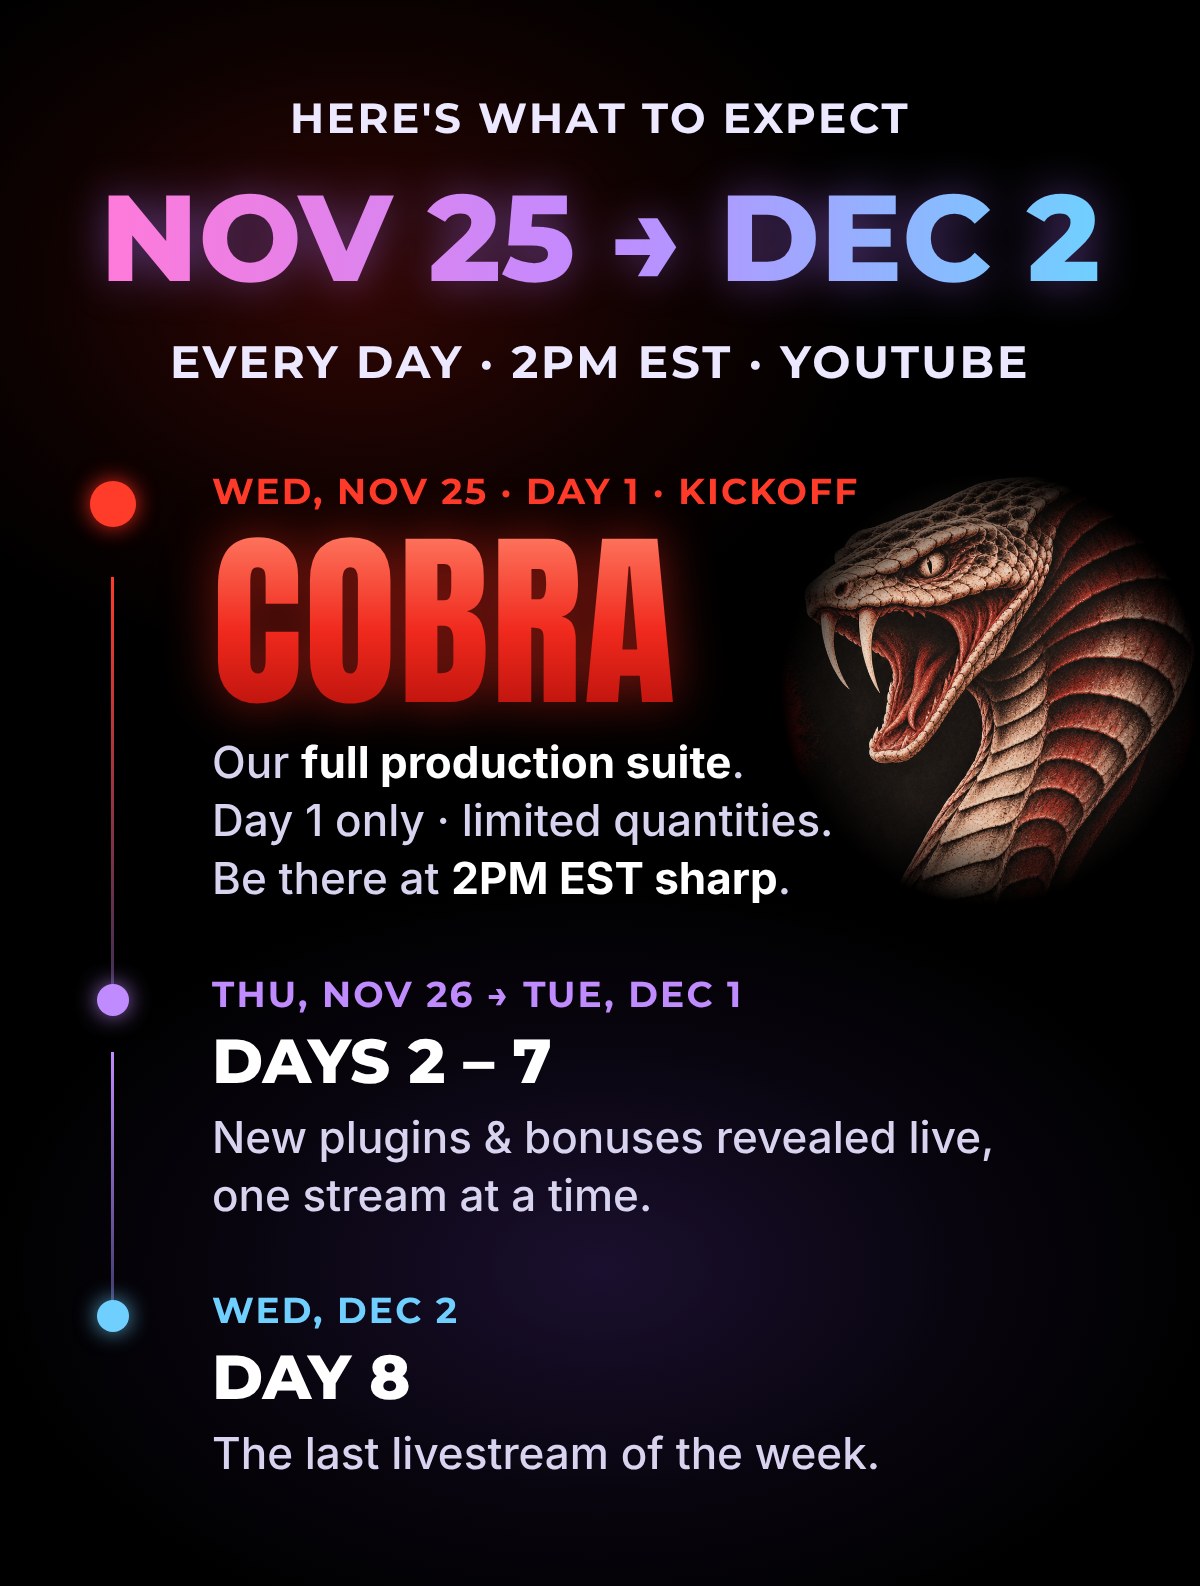 HERE'S WHAT TO EXPECT
NOV 25 → DEC 2
EVERY DAY · 2PM EST · YOUTUBE
WED, NOV 25 · DAY 1 · KICKOFF
COBRA
Our full production suite.
Day 1 only · limited quantities.
Be there at 2PM EST sharp.
THU, NOV 26 → TUE, DEC 1
DAYS 2 – 7
New plugins & bonuses revealed live,
one stream at a time.
WED, DEC 2
DAY 8
The last livestream of the week.